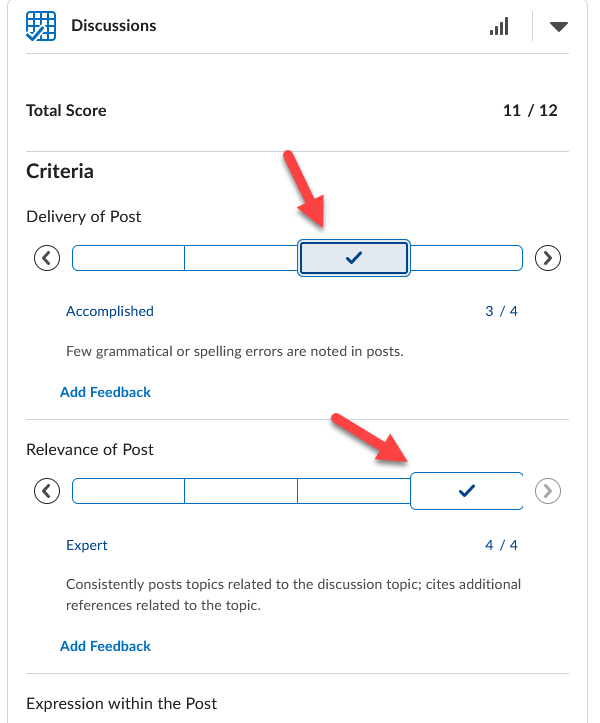 Discussions
Total Score 11 / 12
Criteria
Delivery of Post
Accomplished 3 / 4
Few grammatical or spelling errors are noted in posts.
Add Feedback
Relevance of Post
Expert 4 / 4
Consistently posts topics related to the discussion topic; cites additional
references related to the topic.
Add Feedback
Expression within the Post